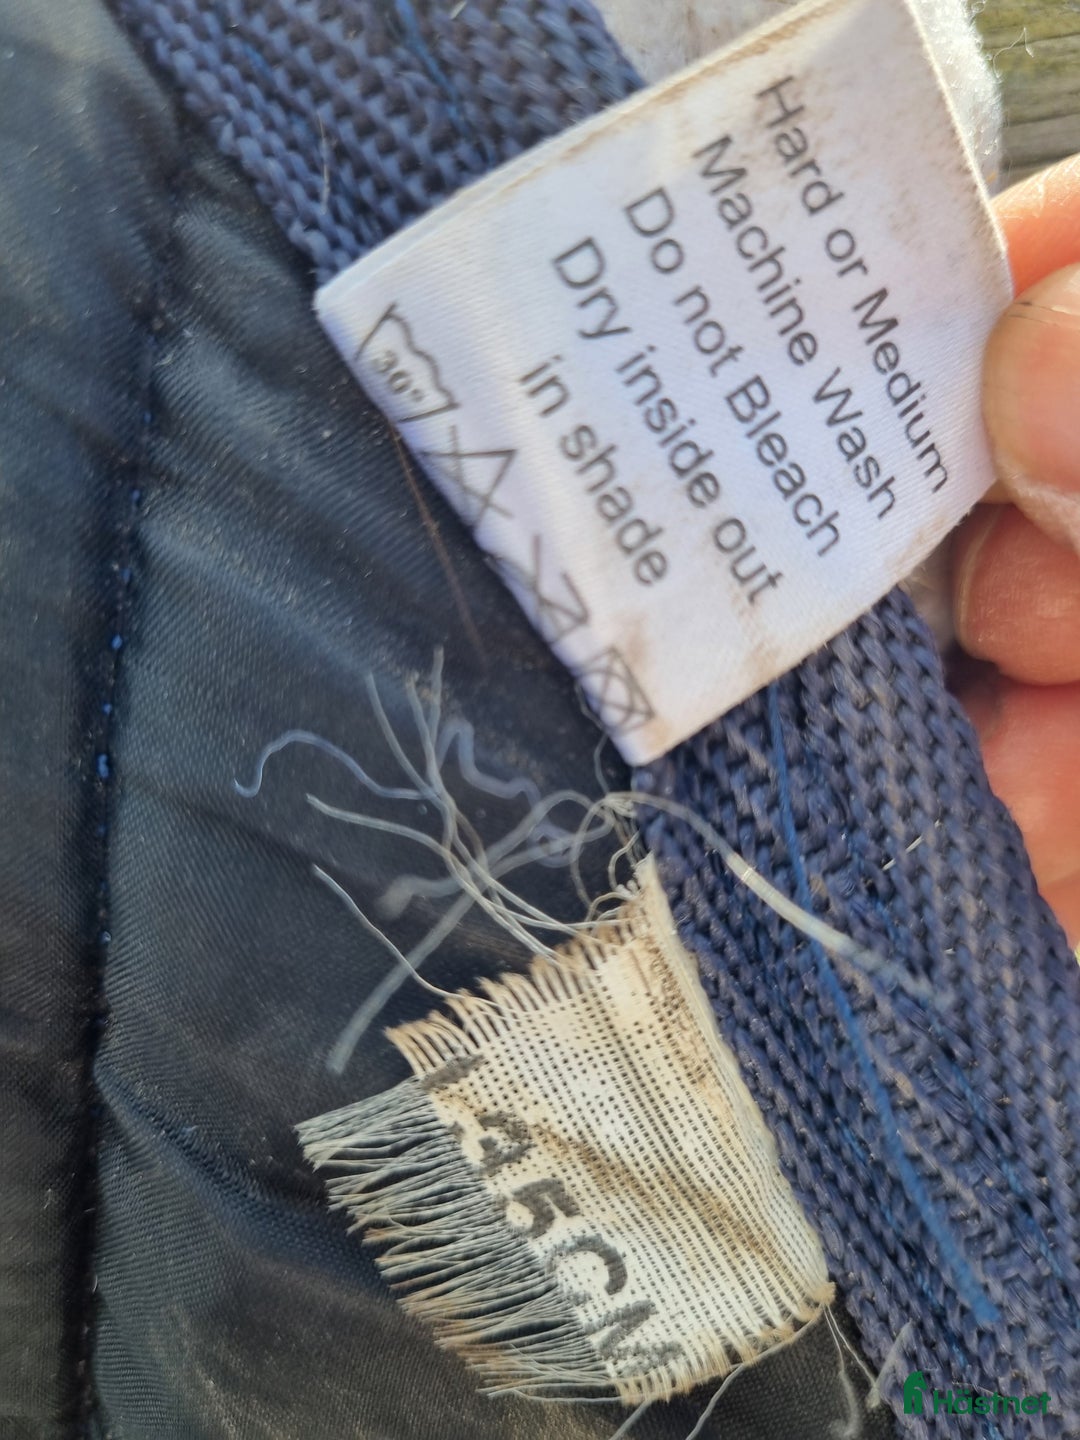 Hard or Medium
Machine Wash
Do not Bleach
Dry inside out
in shade
30°
145CM
Hästnet